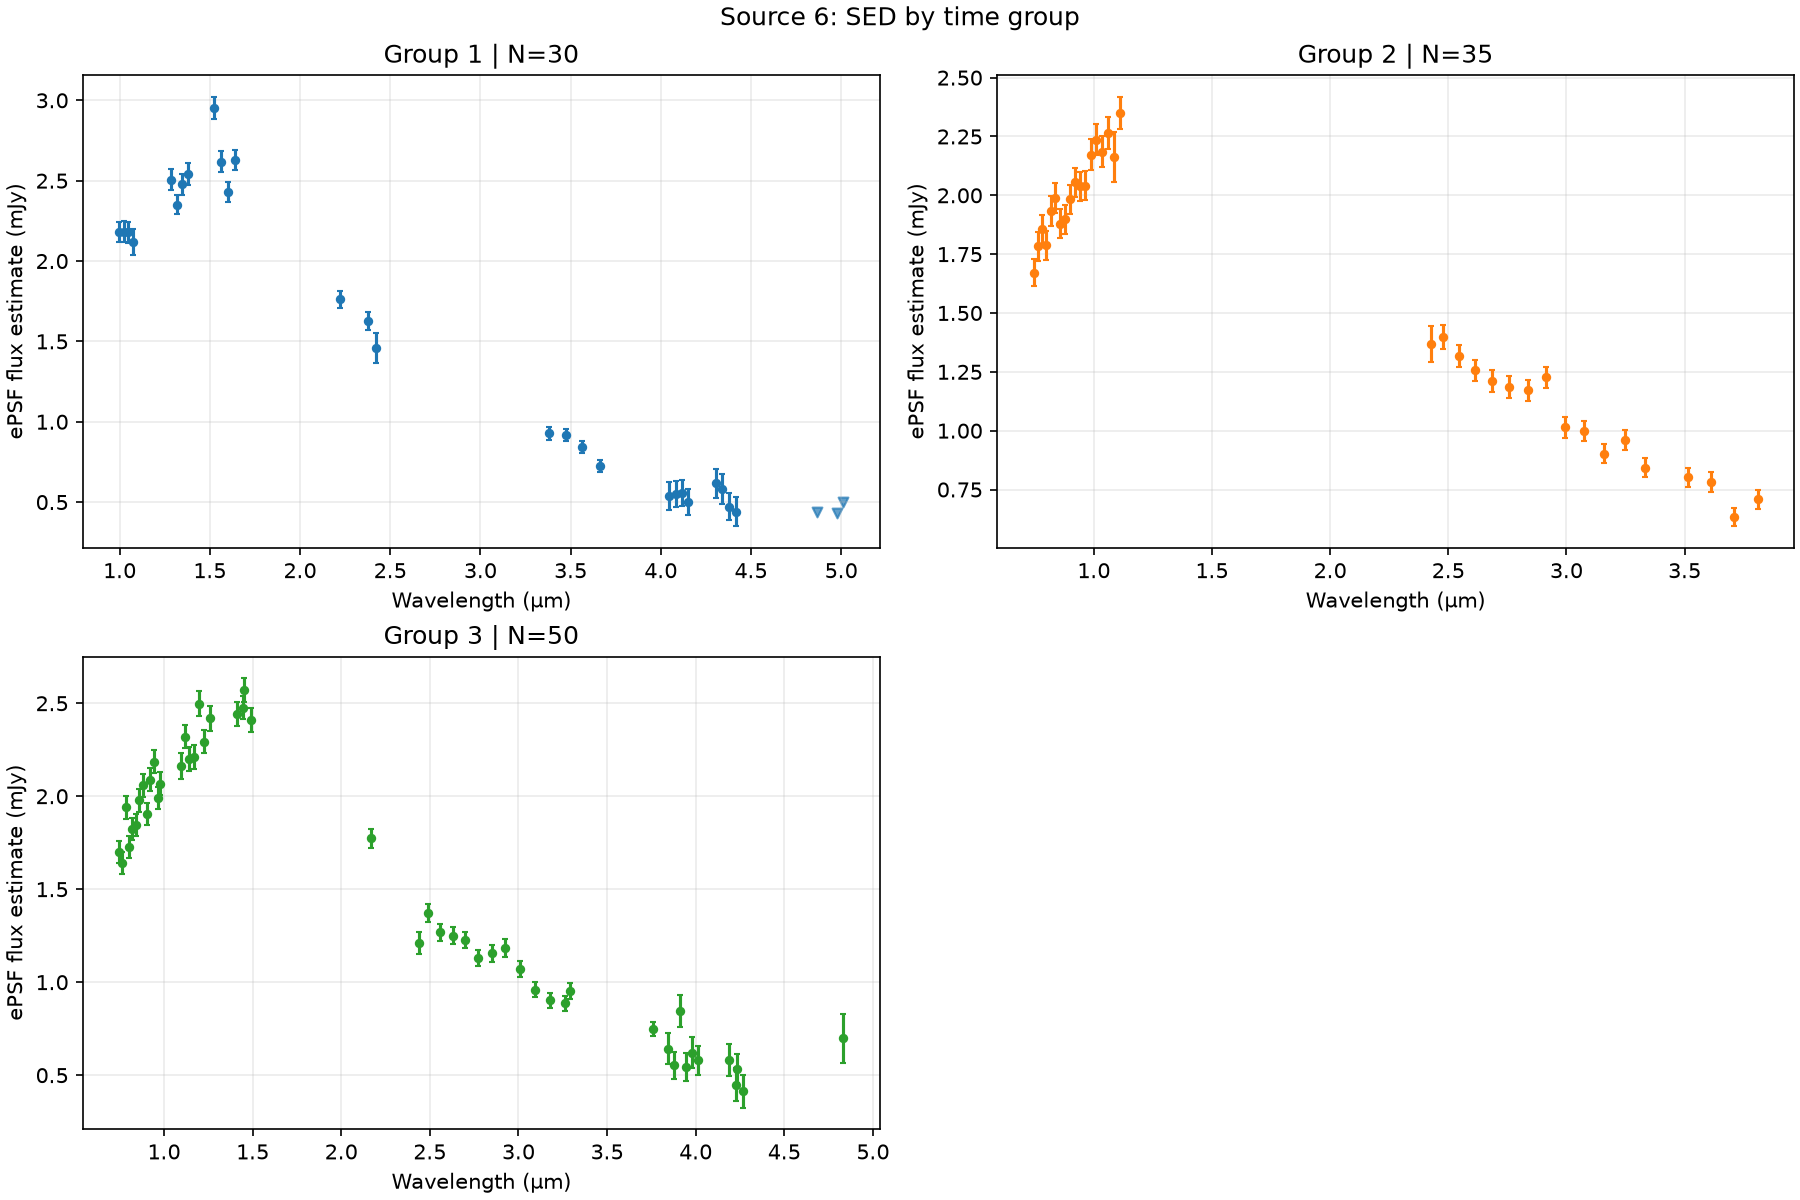 Source 6: SED by time group
Group 1 | N=30
ePSF flux estimate (mJy)
3.0
2.5
2.0
1.5
1.0
0.5
1.0 1.5 2.0 2.5 3.0 3.5 4.0 4.5 5.0
Wavelength (µm)
Group 2 | N=35
ePSF flux estimate (mJy)
2.50
2.25
2.00
1.75
1.50
1.25
1.00
0.75
1.0 1.5 2.0 2.5 3.0 3.5
Wavelength (µm)
Group 3 | N=50
ePSF flux estimate (mJy)
2.5
2.0
1.5
1.0
0.5
1.0 1.5 2.0 2.5 3.0 3.5 4.0 4.5 5.0
Wavelength (µm)